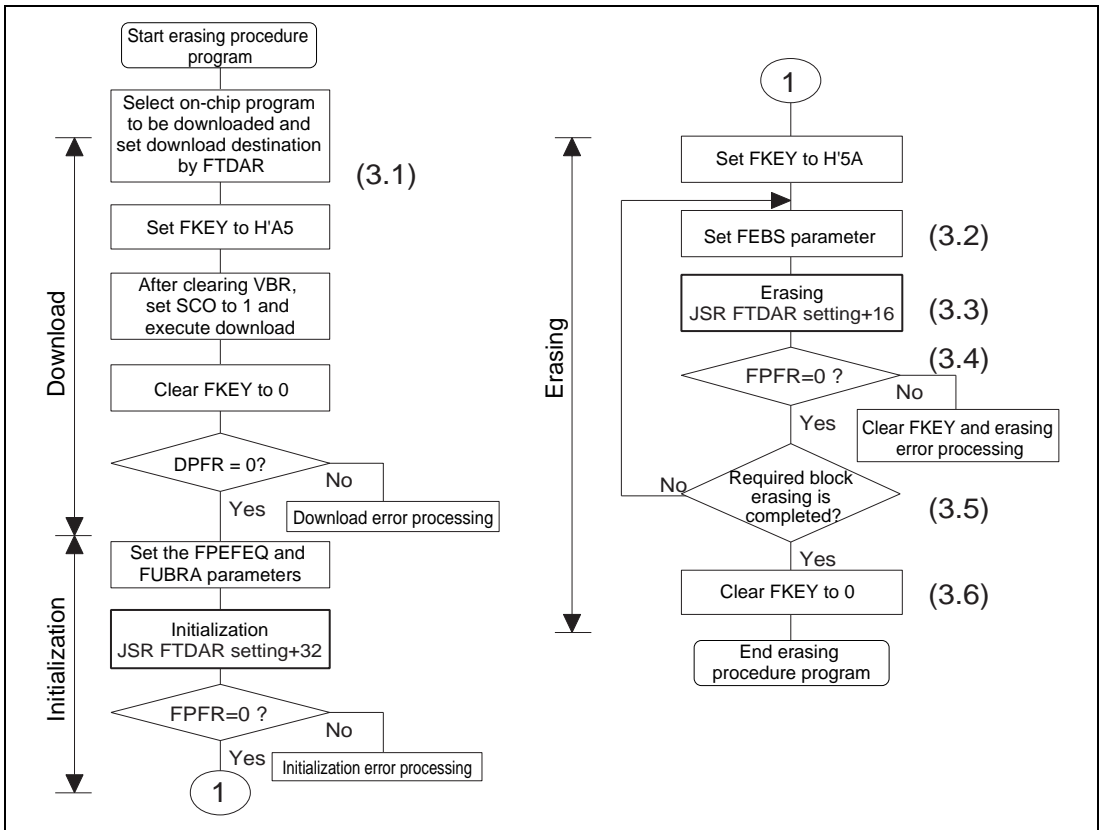 Start erasing procedure
program
Select on-chip program
to be downloaded and
set download destination
by FTDAR
(3.1)
Set FKEY to H'A5
After clearing VBR,
set SCO to 1 and
execute download
Clear FKEY to 0
DPFR = 0?
No
Yes
Download error processing
Download
Set the FPEFEQ and
FUBRA parameters
Initialization
JSR FTDAR setting+32
FPFR=0 ?
No
Yes
Initialization error processing
1
Initialization
1
Set FKEY to H'5A
Set FEBS parameter
(3.2)
Erasing
JSR FTDAR setting+16
(3.3)
(3.4)
FPFR=0 ?
No
Yes
Clear FKEY and erasing
error processing
Required block
erasing is
completed?
No
(3.5)
Yes
Clear FKEY to 0
(3.6)
End erasing
procedure program
Erasing